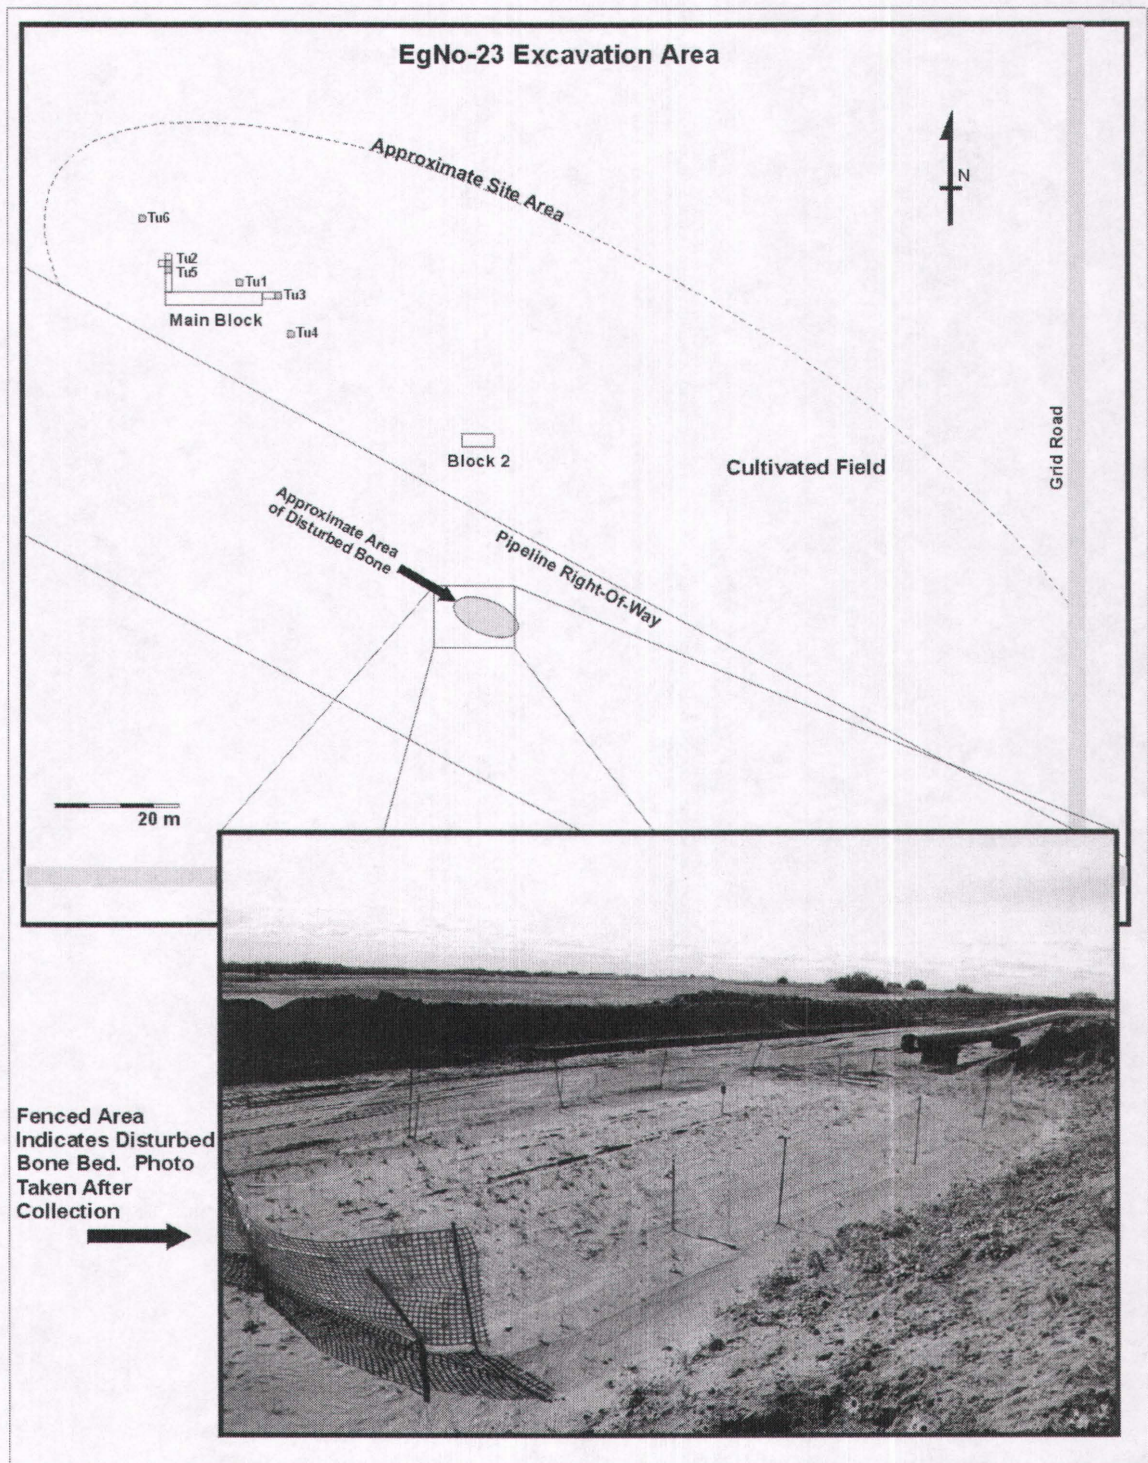 EgNo-23 Excavation Area
Approximate Site Area
N
Tu6
Tu2
Tu5
Tu1
Tu3
Main Block
Tu4
Block 2
Cultivated Field
Grid Road
Approximate Area
of Disturbed Bone
Pipeline Right-Of-Way
20 m
Fenced Area
Indicates Disturbed
Bone Bed. Photo
Taken After
Collection